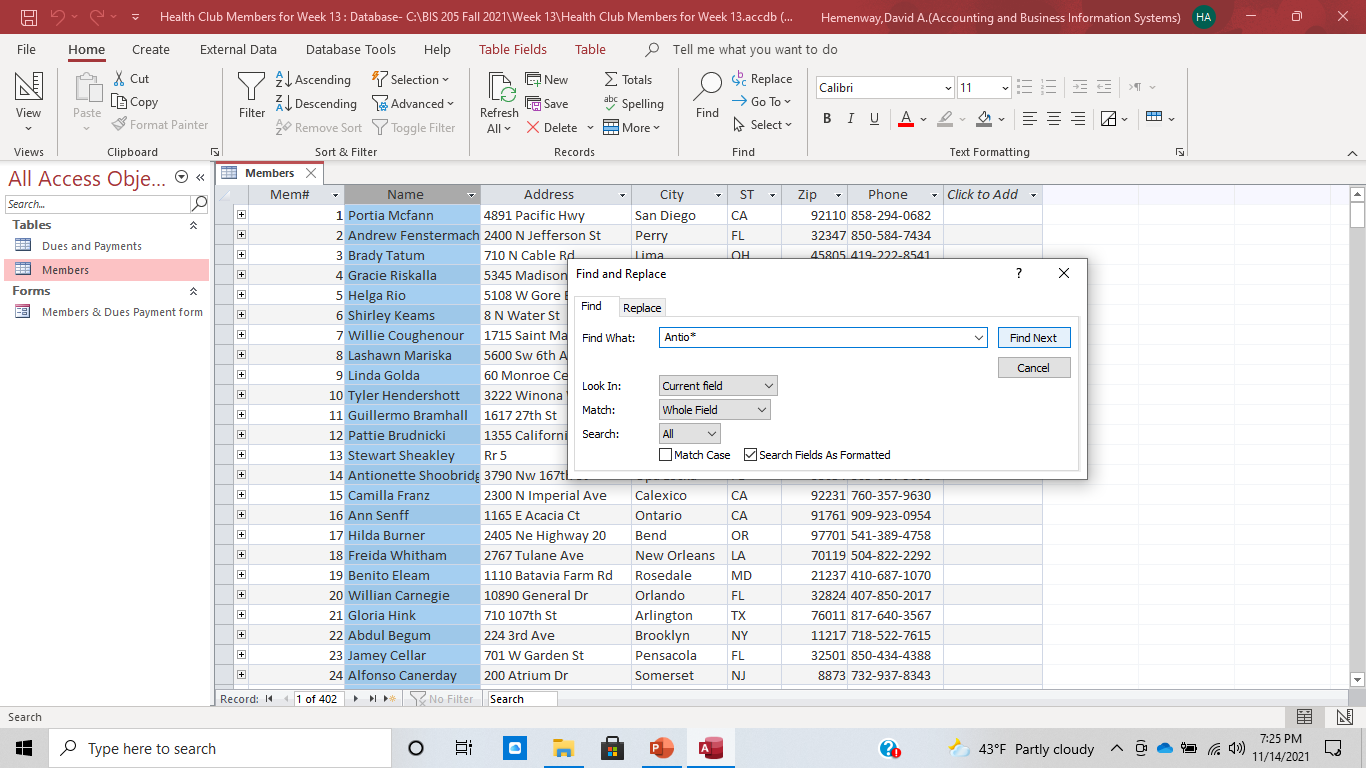 Health Club Members for Week 13 : Database- C:\BIS 205 Fall 2021\Week 13\Health Club Members for Week 13.accdb (...
Hemenway,David A.(Accounting and Business Information Systems)
HA
File Home Create External Data Database Tools Help Table Fields Table Tell me what you want to do
View
Views
Paste
Cut
Copy
Format Painter
Clipboard
Filter
Ascending
Descending
Remove Sort
Selection
Advanced
Toggle Filter
Sort & Filter
Refresh
All
New
Save
Delete
Totals
abc Spelling
More
Records
Find
Replace
Go To
Select
Find
Calibri 11
B I U A
Text Formatting
All Access Obje...
Search...
Tables
Dues and Payments
Members
Forms
Members & Dues Payment form
Members
Mem# Name Address City ST Zip Phone Click to Add
1 Portia Mcfann 4891 Pacific Hwy San Diego CA 92110 858-294-0682
2 Andrew Fenstermach 2400 N Jefferson St Perry FL 32347 850-584-7434
3 Brady Tatum 710 N Cable Rd Lima OH 45805 419-222-8541
4 Gracie Riskalla 5345 Madison
5 Helga Rio 5108 W Gore
6 Shirley Keams 8 N Water St
7 Willie Coughenour 1715 Saint Ma
8 Lashawn Mariska 5600 Sw 6th A
9 Linda Golda 60 Monroe Ce
10 Tyler Hendershott 3222 Winona
11 Guillermo Bramhall 1617 27th St
12 Pattie Brudnicki 1355 Californi
13 Stewart Sheakley Rr 5
14 Antionette Shoobridg 3790 Nw 167th
15 Camilla Franz 2300 N Imperial Ave Calexico CA 92231 760-357-9630
16 Ann Senff 1165 E Acacia Ct Ontario CA 91761 909-923-0954
17 Hilda Burner 2405 Ne Highway 20 Bend OR 97701 541-389-4758
18 Freida Whitham 2767 Tulane Ave New Orleans LA 70119 504-822-2292
19 Benito Eleam 1110 Batavia Farm Rd Rosedale MD 21237 410-687-1070
20 Willian Carnegie 10890 General Dr Orlando FL 32824 407-850-2017
21 Gloria Hink 710 107th St Arlington TX 76011 817-640-3567
22 Abdul Begum 224 3rd Ave Brooklyn NY 11217 718-522-7615
23 Jamey Cellar 701 W Garden St Pensacola FL 32501 850-434-4388
24 Alfonso Canerday 200 Atrium Dr Somerset NJ 8873 732-937-8343
Find and Replace
?
Find Replace
Find What: Antio* Find Next
Cancel
Look In: Current field
Match: Whole Field
Search: All
Match Case Search Fields As Formatted
Record: 1 of 402 No Filter Search
Search
Type here to search
43°F Partly cloudy
7:25 PM
11/14/2021